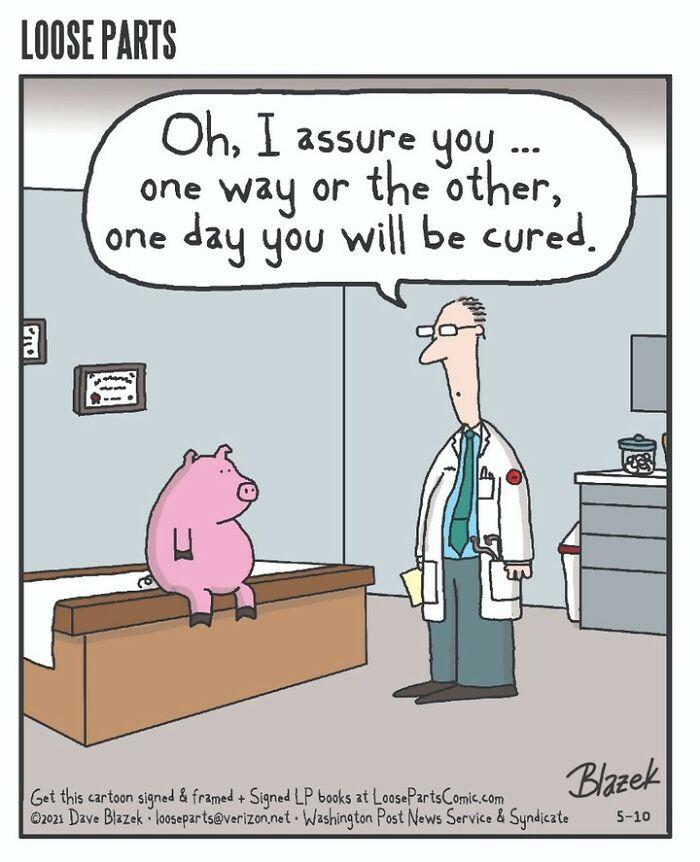 LOOSE PARTS
Oh, I assure you ...
one way or the other,
one day you will be cured.
Blazek
Get this cartoon signed & framed + Signed LP books at LoosePartsComic.com
©2021 Dave Blazek · looseparts@verizon.net · Washington Post News Service & Syndicate 5-10